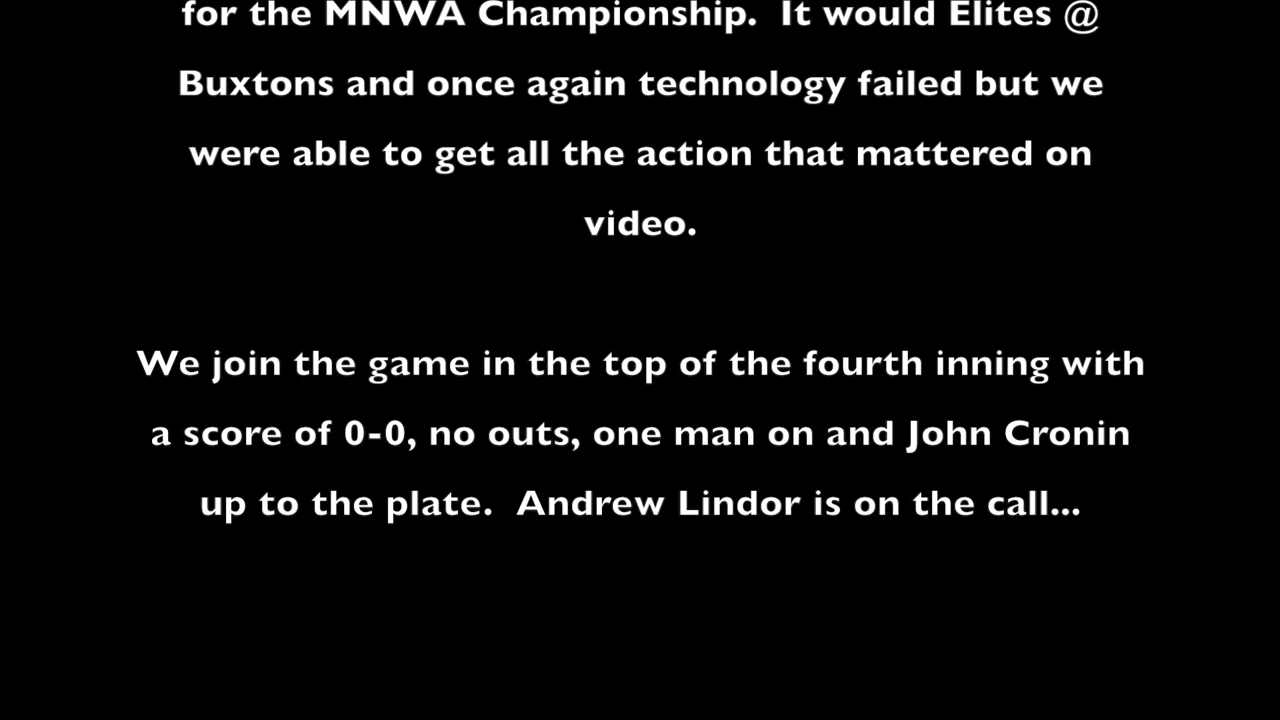 for the MNWA Championship.  It would Elites @
Buxtons and once again technology failed but we
were able to get all the action that mattered on
video.
We join the game in the top of the fourth inning with
a score of 0-0, no outs, one man on and John Cronin
up to the plate.  Andrew Lindor is on the call...